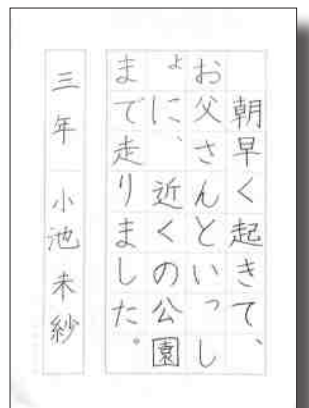 朝早く起きて、
お父さんといっし
ょに、近くの公園
まで走りました。
三年 小池未紗